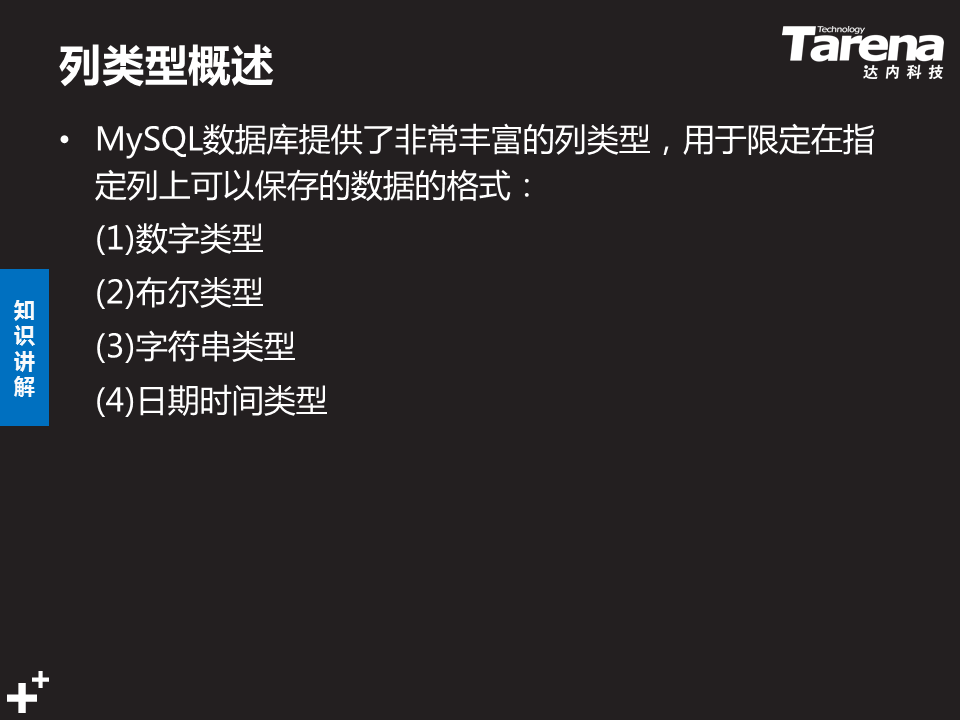 列类型概述
Technology
Tarena
达内科技
• MySQL数据库提供了非常丰富的列类型，用于限定在指
定列上可以保存的数据的格式：
(1)数字类型
(2)布尔类型
(3)字符串类型
(4)日期时间类型
知
识
讲
解